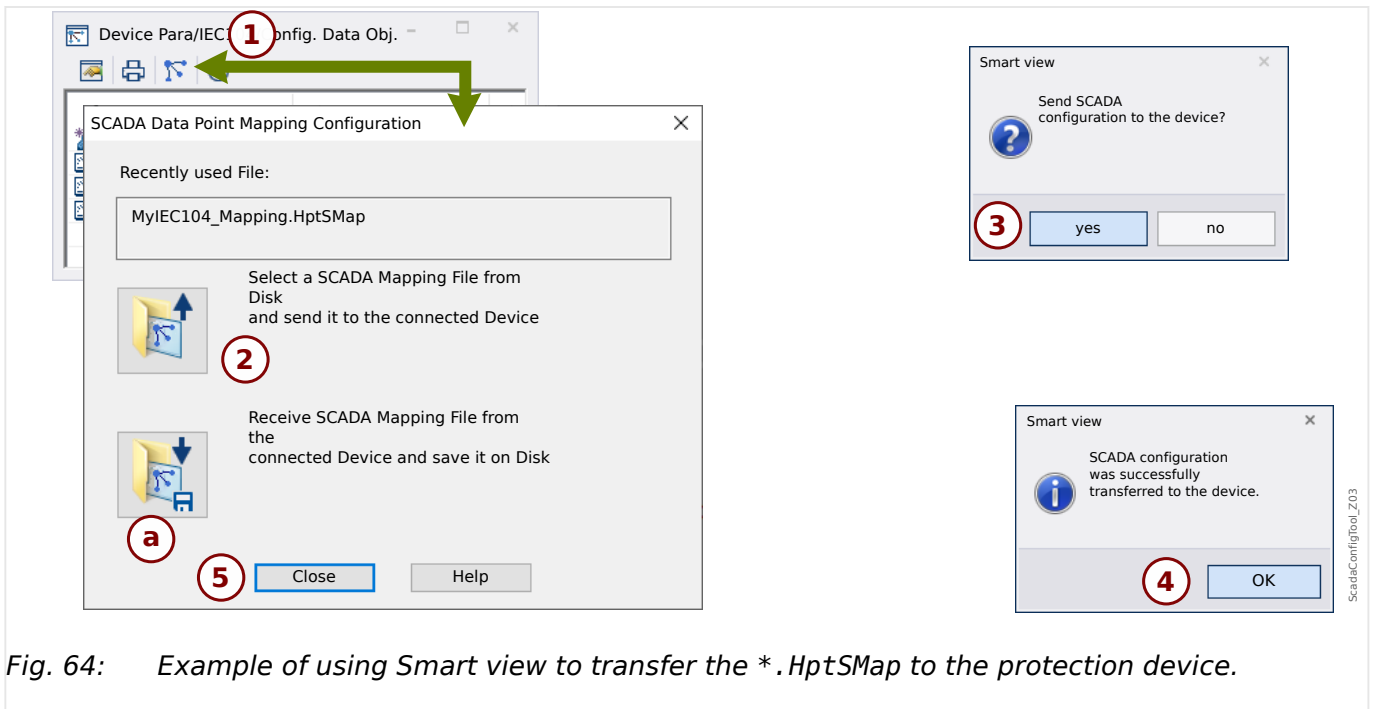 Device Para/IEC1 onfig. Data Obj.
1
SCADA Data Point Mapping Configuration
Recently used File:
MyIEC104_Mapping.HptSMap
Select a SCADA Mapping File from
Disk
and send it to the connected Device
2
Receive SCADA Mapping File from
the
connected Device and save it on Disk
a
5
Close
Help
Smart view
Send SCADA
configuration to the device?
3
yes
no
Smart view
SCADA configuration
was successfully
transferred to the device.
4
OK
ScadaConfigTool_Z03
Fig. 64: Example of using Smart view to transfer the *.HptSMap to the protection device.